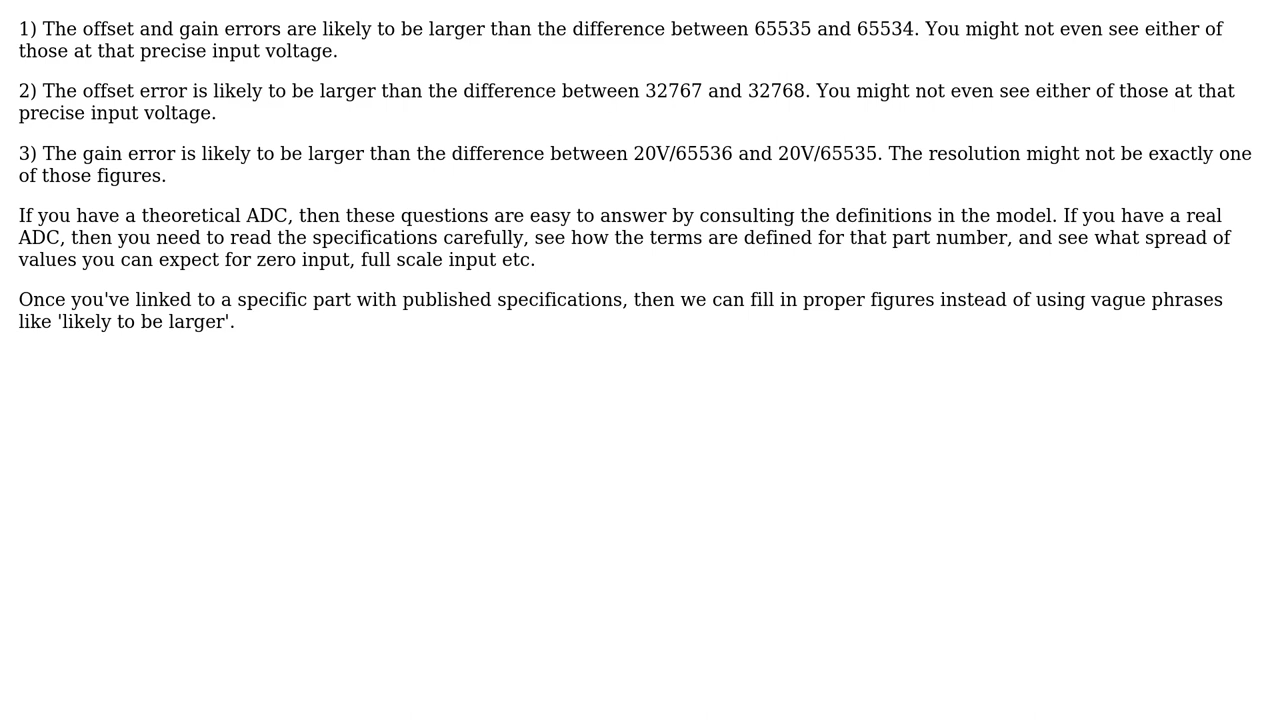 1) The offset and gain errors are likely to be larger than the difference between 65535 and 65534. You might not even see either of
those at that precise input voltage.
2) The offset error is likely to be larger than the difference between 32767 and 32768. You might not even see either of those at that
precise input voltage.
3) The gain error is likely to be larger than the difference between 20V/65536 and 20V/65535. The resolution might not be exactly one
of those figures.
If you have a theoretical ADC, then these questions are easy to answer by consulting the definitions in the model. If you have a real
ADC, then you need to read the specifications carefully, see how the terms are defined for that part number, and see what spread of
values you can expect for zero input, full scale input etc.
Once you've linked to a specific part with published specifications, then we can fill in proper figures instead of using vague phrases
like 'likely to be larger'.